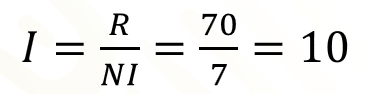 I = R/NI = 70/7 = 10